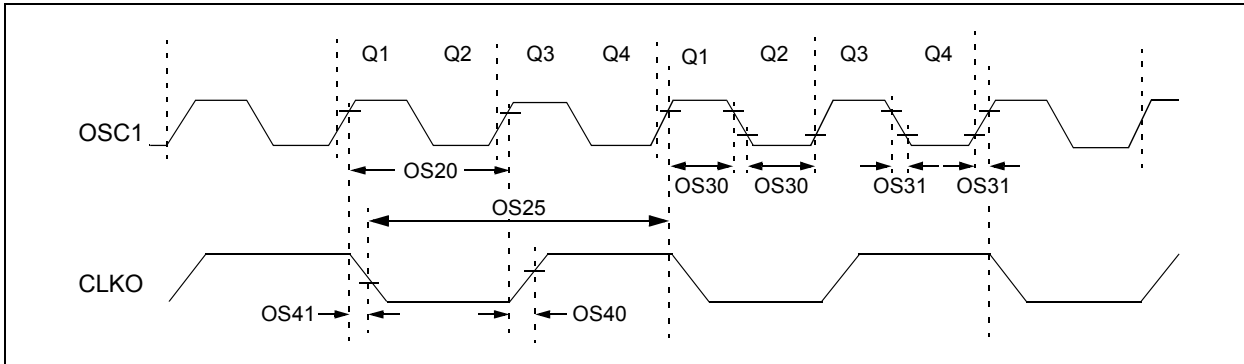 Q1 Q2 Q3 Q4 Q1 Q2 Q3 Q4
OSC1
OS20
OS30 OS30 OS31 OS31
OS25
CLKO
OS41 OS40